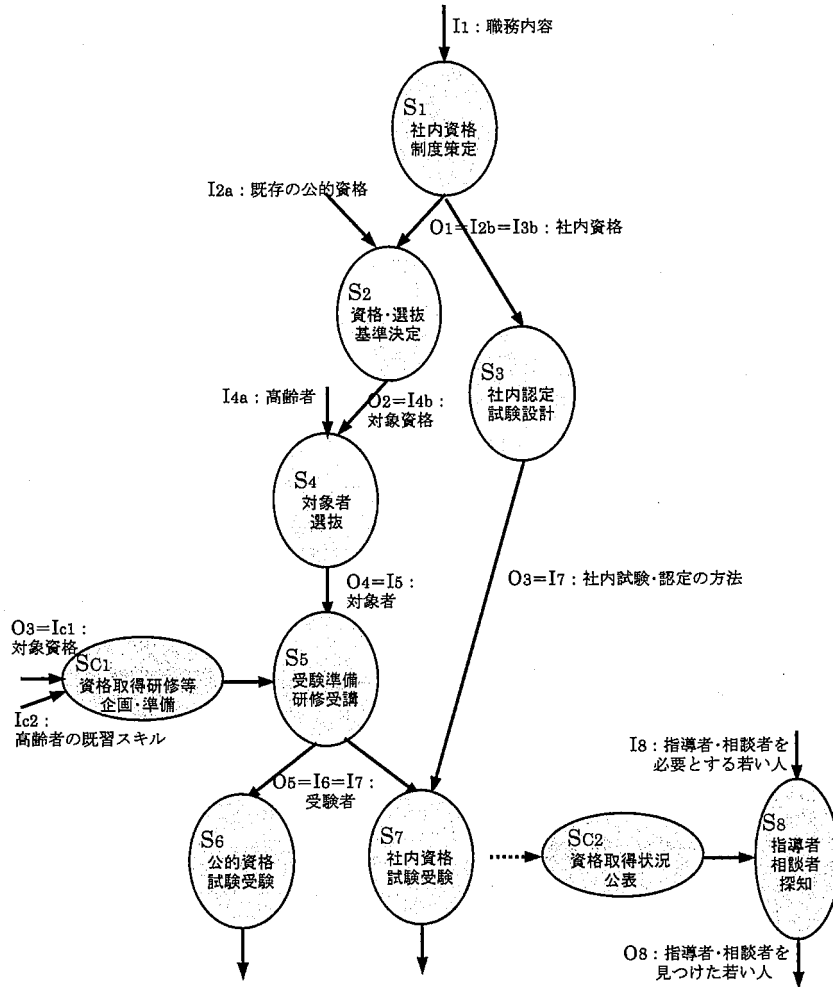 I1：職務内容
S1
社内資格
制度策定
I2a：既存の公的資格
O1=I2b=I3b：社内資格
S2
資格・選抜
基準決定
S3
社内認定
試験設計
I4a：高齢者
O2=I4b：
対象資格
S4
対象者
選抜
O4=I5：
対象者
O3=I7：社内試験・認定の方法
O3=Ic1：
対象資格
SC1
資格取得研修等
企画・準備
S5
受験準備
研修受講
Ic2：
高齢者の既習スキル
O5=I6=I7：
受験者
I8：指導者・相談者を
必要とする若い人
S6
公的資格
試験受験
S7
社内資格
試験受験
SC2
資格取得状況
公表
S8
指導者
相談者
探知
O8：指導者・相談者を
見つけた若い人